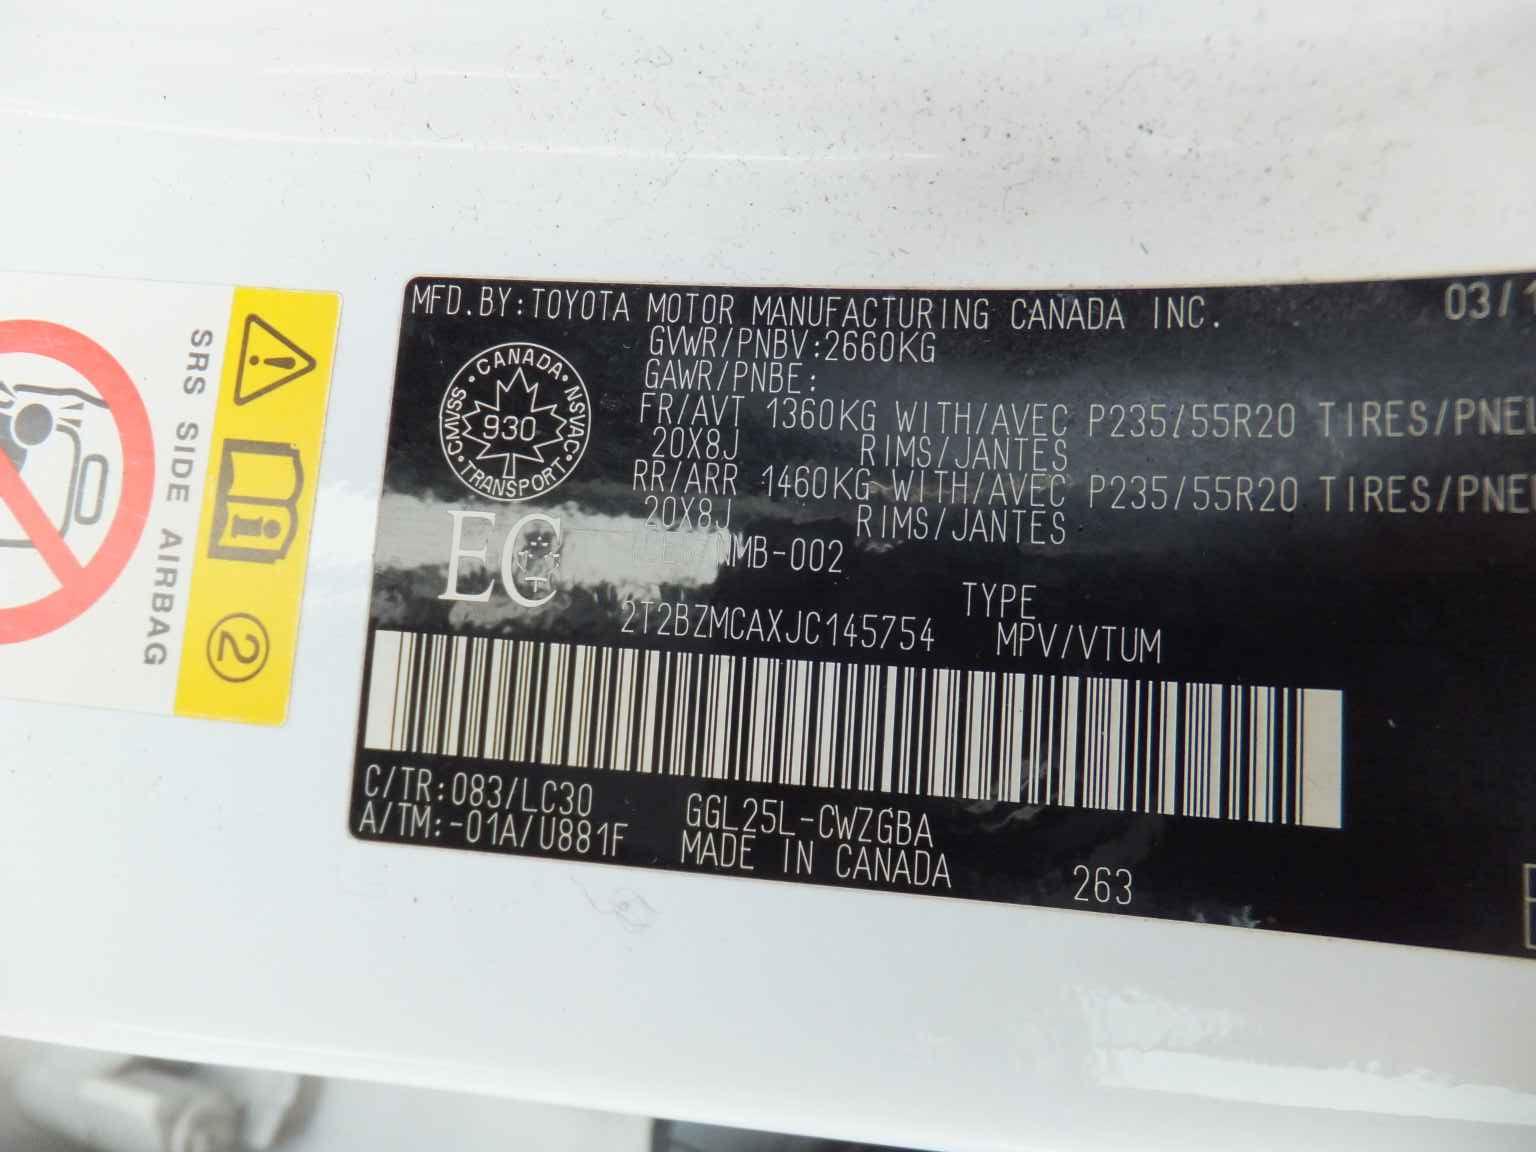 MFD.BY:TOYOTA MOTOR MANUFACTURING CANADA INC. 03/1
GVWR/PNBV:2660KG
GAWR/PNBE:
FR/AVT 1360KG WITH/AVEC P235/55R20 TIRES/PNEU
20X8J RIMS/JANTES
RR/ARR 1460KG WITH/AVEC P235/55R20 TIRES/PNEU
20X8J RIMS/JANTES
CANADA
CMVSS
NSVAC
930
TRANSPORT
EC
NMB-002
TYPE
2T2BZMCAXJC145754 MPV/VTUM
C/TR:083/LC30 GGL25L-CWZGBA
A/TM:-01A/U881F MADE IN CANADA 263
SRS SIDE AIRBAG
2